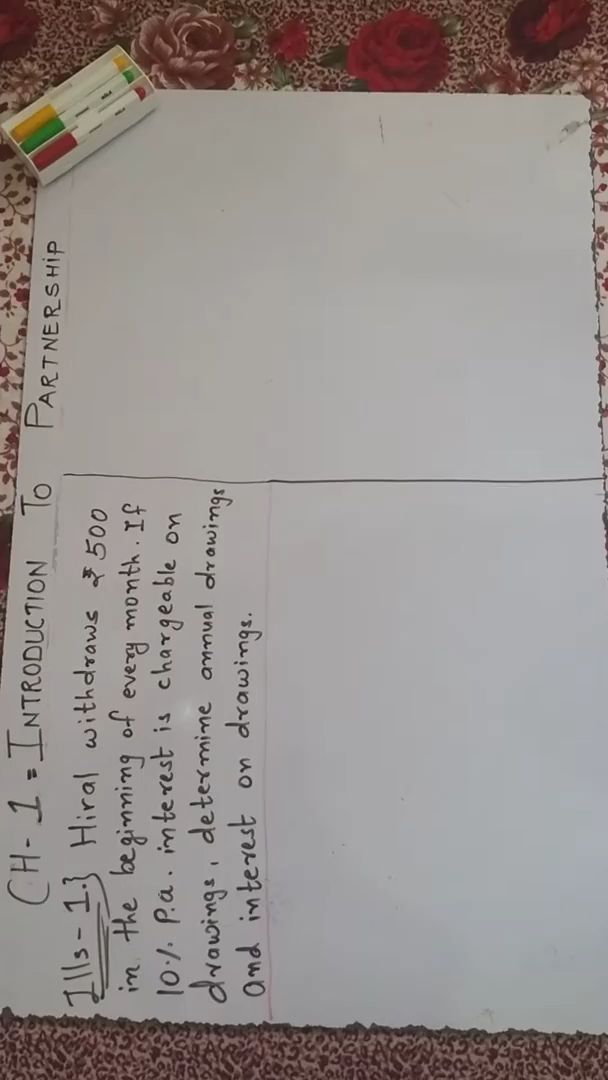 CH-1 = INTRODUCTION TO PARTNERSHIP
Ills-1.} Hiral withdraws ₹500
in the beginning of every month. If
10% P.a. interest is chargeable on
drawings, determine annual drawings
and interest on drawings.